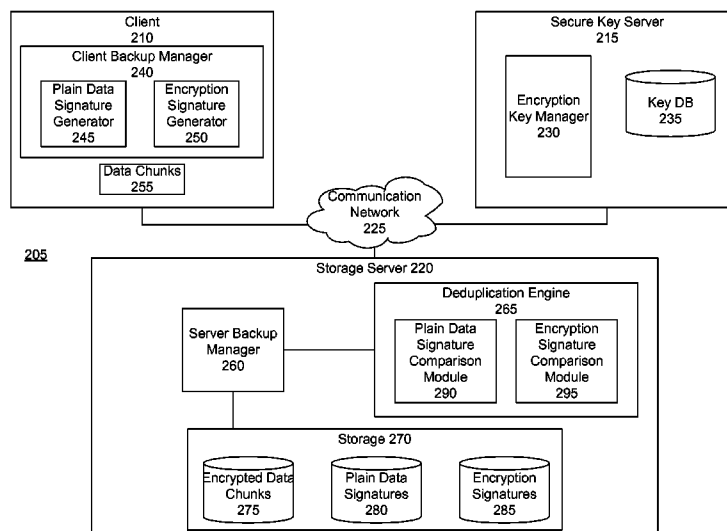 Client
210
Client Backup Manager
240
Plain Data
Signature
Generator
245
Encryption
Signature
Generator
250
Data Chunks
255
Secure Key Server
215
Encryption
Key Manager
230
Key DB
235
Communication
Network
225
205
Storage Server 220
Server Backup
Manager
260
Deduplication Engine
265
Plain Data
Signature
Comparison
Module
290
Encryption
Signature
Comparison
Module
295
Storage 270
Encrypted Data
Chunks
275
Plain Data
Signatures
280
Encryption
Signatures
285